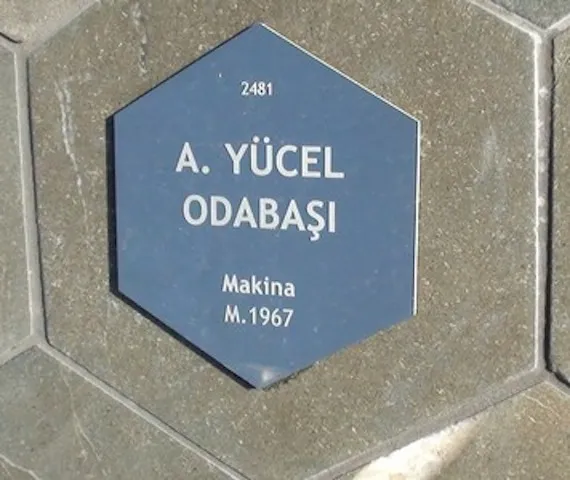 2481
A. YÜCEL
ODABAŞI
Makina
M.1967